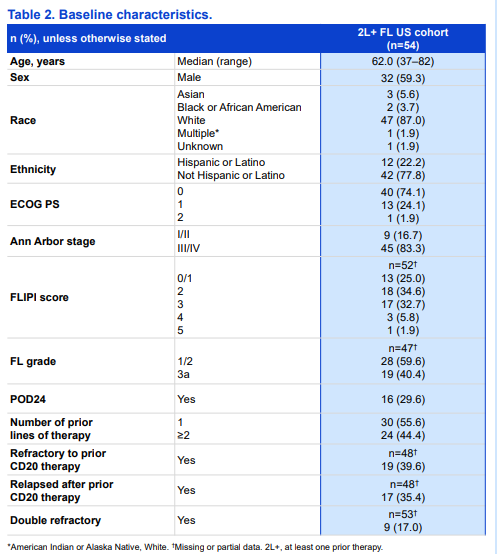 Table 2. Baseline characteristics.
n (%), unless otherwise stated 2L+ FL US cohort (n=54)
Age, years Median (range) 62.0 (37–82)
Sex Male 32 (59.3)
Race
Asian 3 (5.6)
Black or African American 2 (3.7)
White 47 (87.0)
Multiple* 1 (1.9)
Unknown 1 (1.9)
Ethnicity
Hispanic or Latino 12 (22.2)
Not Hispanic or Latino 42 (77.8)
ECOG PS
0 40 (74.1)
1 13 (24.1)
2 1 (1.9)
Ann Arbor stage
I/II 9 (16.7)
III/IV 45 (83.3)
FLIPI score
n=52†
0/1 13 (25.0)
2 18 (34.6)
3 17 (32.7)
4 3 (5.8)
5 1 (1.9)
FL grade
n=47†
1/2 28 (59.6)
3a 19 (40.4)
POD24 Yes 16 (29.6)
Number of prior lines of therapy
1 30 (55.6)
≥2 24 (44.4)
Refractory to prior CD20 therapy
n=48†
Yes 19 (39.6)
Relapsed after prior CD20 therapy
n=48†
Yes 17 (35.4)
Double refractory
n=53†
Yes 9 (17.0)
*American Indian or Alaska Native, White. †Missing or partial data. 2L+, at least one prior therapy.